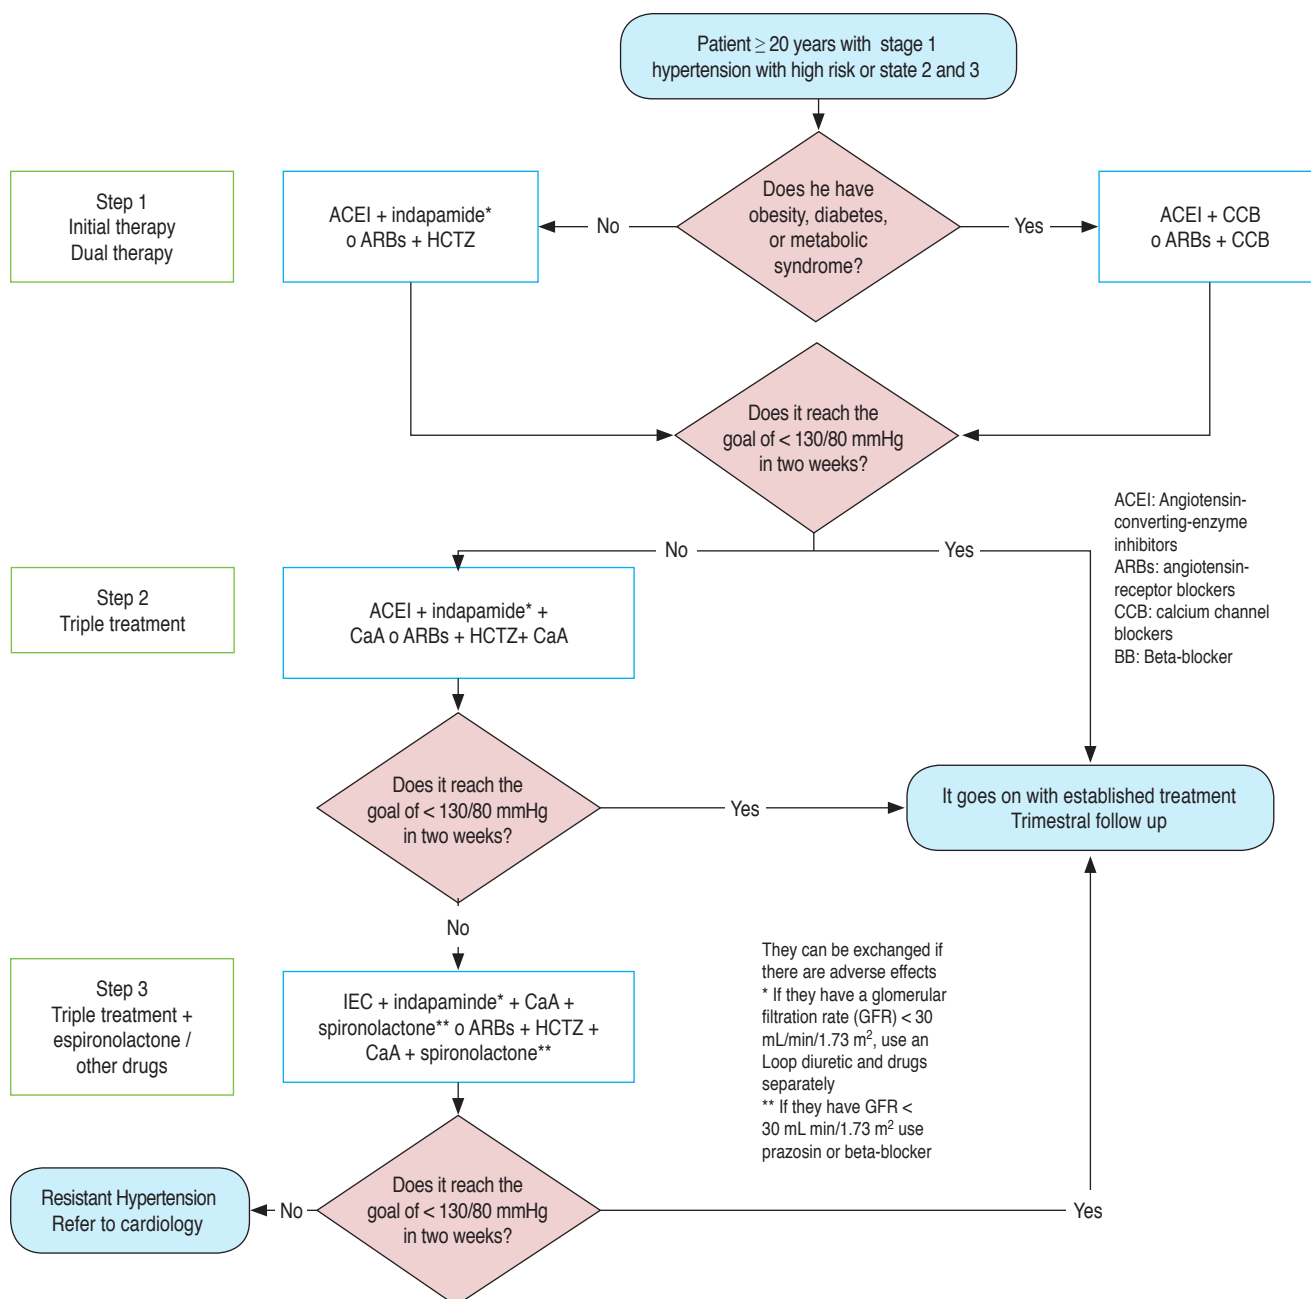 Patient ≥ 20 years with stage 1
hypertension with high risk or state 2 and 3
Step 1
Initial therapy
Dual therapy
ACEI + indapamide*
o ARBs + HCTZ
No
Does he have
obesity, diabetes,
or metabolic
syndrome?
Yes
ACEI + CCB
o ARBs + CCB
Does it reach the
goal of < 130/80 mmHg
in two weeks?
No
Yes
ACEI: Angiotensin-
converting-enzyme
inhibitors
ARBs: angiotensin-
receptor blockers
CCB: calcium channel
blockers
BB: Beta-blocker
Step 2
Triple treatment
ACEI + indapamide* +
CaA o ARBs + HCTZ+ CaA
Does it reach the
goal of < 130/80 mmHg
in two weeks?
Yes
It goes on with established treatment
Trimestral follow up
No
Step 3
Triple treatment +
espironolactone /
other drugs
IEC + indapaminde* + CaA +
spironolactone** o ARBs + HCTZ +
CaA + spironolactone**
They can be exchanged if
there are adverse effects
* If they have a glomerular
filtration rate (GFR) < 30
mL/min/1.73 m², use an
Loop diuretic and drugs
separately
** If they have GFR <
30 mL min/1.73 m² use
prazosin or beta-blocker
Resistant Hypertension
Refer to cardiology
No
Does it reach the
goal of < 130/80 mmHg
in two weeks?
Yes